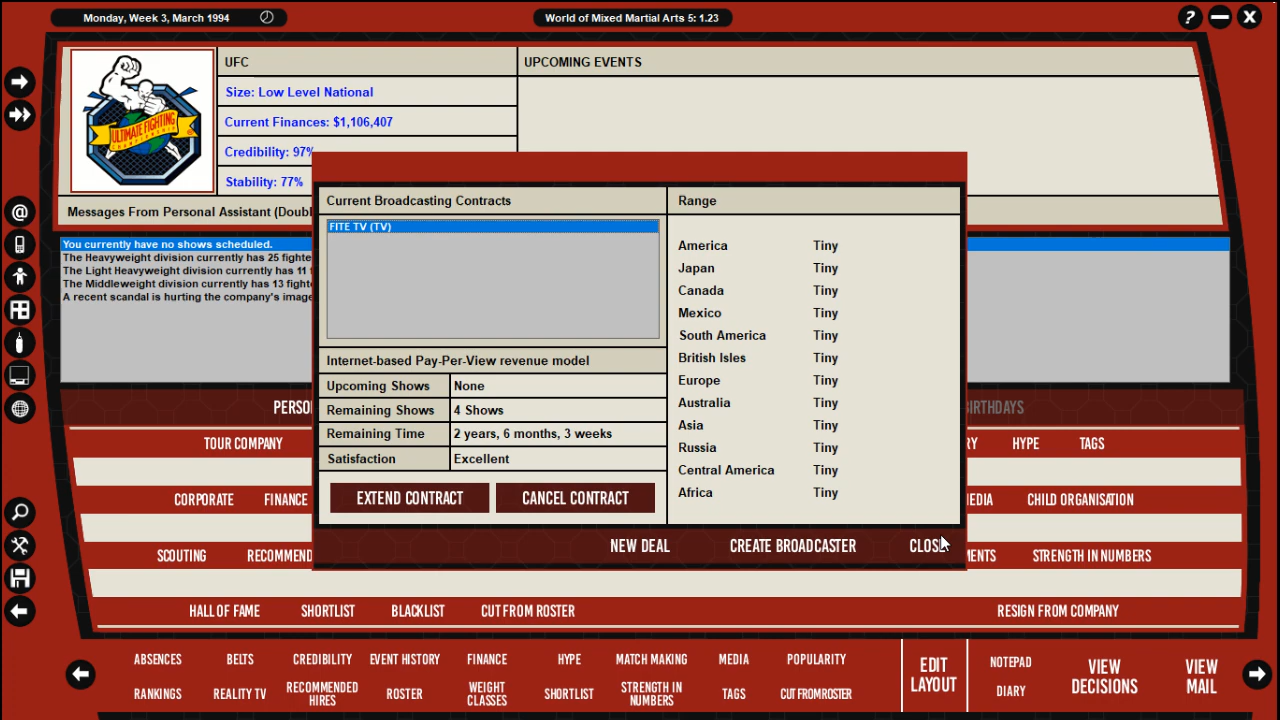 Monday, Week 3, March 1994
World of Mixed Martial Arts 5: 1.23
?
X
ULTIMATE FIGHTING
CHAMPIONSHIP
UFC
Size: Low Level National
Current Finances: $1,106,407
Credibility: 97%
Stability: 77%
UPCOMING EVENTS
Messages From Personal Assistant (Doubl
You currently have no shows scheduled.
The Heavyweight division currently has 25 fighte
The Light Heavyweight division currently has 11 f
The Middleweight division currently has 13 fight
A recent scandal is hurting the company's image
Current Broadcasting Contracts
FITE TV (TV)
Internet-based Pay-Per-View revenue model
Upcoming Shows None
Remaining Shows 4 Shows
Remaining Time 2 years, 6 months, 3 weeks
Satisfaction Excellent
EXTEND CONTRACT
CANCEL CONTRACT
Range
America Tiny
Japan Tiny
Canada Tiny
Mexico Tiny
South America Tiny
British Isles Tiny
Europe Tiny
Australia Tiny
Asia Tiny
Russia Tiny
Central America Tiny
Africa Tiny
NEW DEAL
CREATE BROADCASTER
CLOSE
PERSO
BIRTHDAYS
TOUR COMPANY
RY
HYPE
TAGS
CORPORATE
FINANCE
EDIA
CHILD ORGANISATION
SCOUTING
RECOMMEND
MENTS
STRENGTH IN NUMBERS
HALL OF FAME
SHORTLIST
BLACKLIST
CUT FROM ROSTER
RESIGN FROM COMPANY
ABSENCES
BELTS
CREDIBILITY
EVENT HISTORY
FINANCE
HYPE
MATCH MAKING
MEDIA
POPULARITY
RANKINGS
REALITY TV
RECOMMENDED
HIRES
ROSTER
WEIGHT
CLASSES
SHORTLIST
STRENGTH IN
NUMBERS
TAGS
CUT FROM ROSTER
EDIT
LAYOUT
NOTEPAD
DIARY
VIEW
DECISIONS
VIEW
MAIL